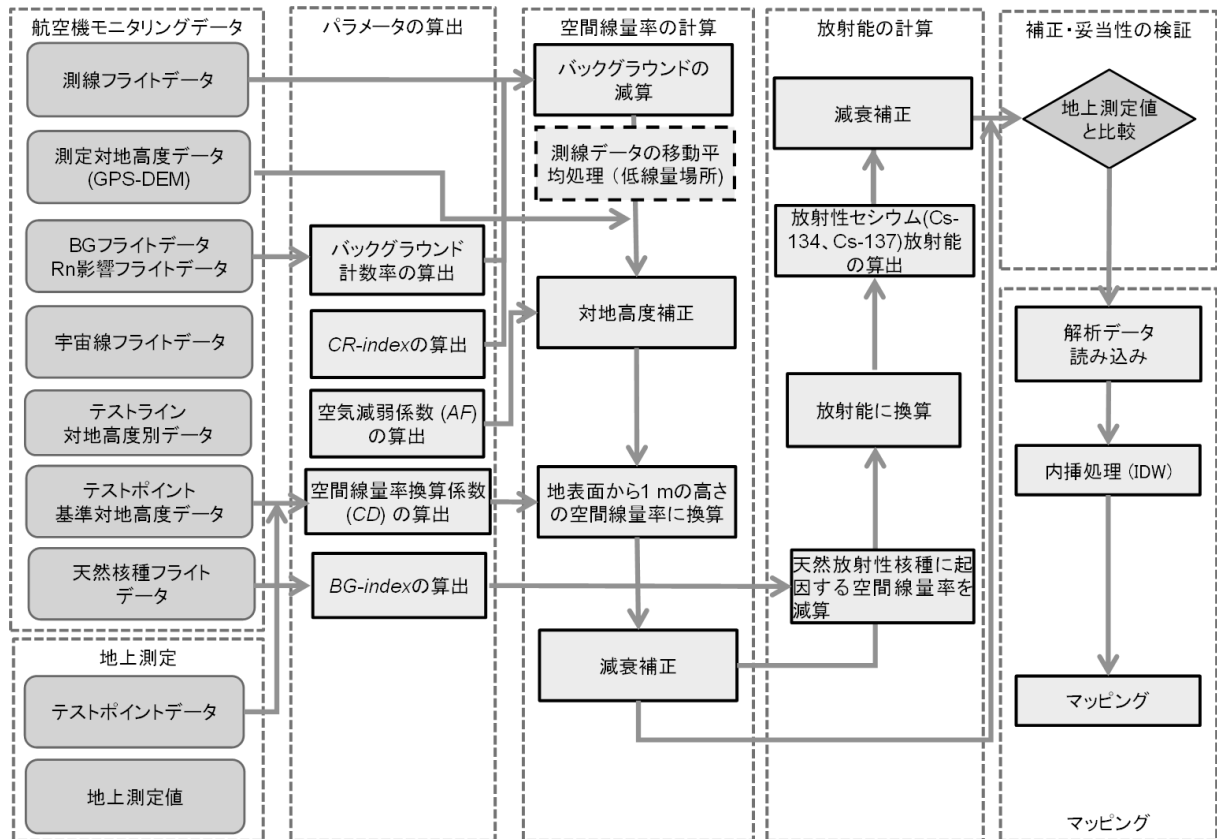 航空機モニタリングデータ
測線フライトデータ
測定対地高度データ
(GPS-DEM)
BGフライトデータ
Rn影響フライトデータ
宇宙線フライトデータ
テストライン
対地高度別データ
テストポイント
基準対地高度データ
天然核種フライト
データ
地上測定
テストポイントデータ
地上測定値
パラメータの算出
バックグラウンド
計数率の算出
CR-indexの算出
空気減弱係数 (AF)
の算出
空間線量率換算係数
(CD) の算出
BG-indexの算出
空間線量率の計算
バックグラウンドの
減算
測線データの移動平
均処理（低線量場所)
対地高度補正
地表面から1 mの高さ
の空間線量率に換算
減衰補正
放射能の計算
減衰補正
放射性セシウム(Cs-
134、Cs-137)放射能
の算出
放射能に換算
天然放射性核種に起
因する空間線量率を
減算
補正・妥当性の検証
地上測定値
と比較
解析データ
読み込み
内挿処理 (IDW)
マッピング
マッピング